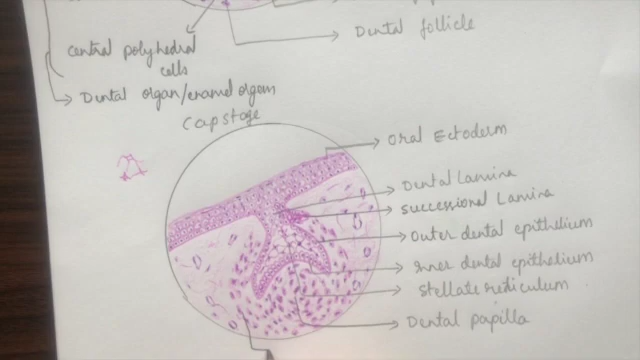 Dental follicle
Central polyhedral
cells
Dental organ/enamel organ
Cap stage
2)
Oral Ectoderm
Dental Lamina
Successional Lamina
Outer dental epithelium
Inner dental epithelium
Stellate reticulum
Dental papilla